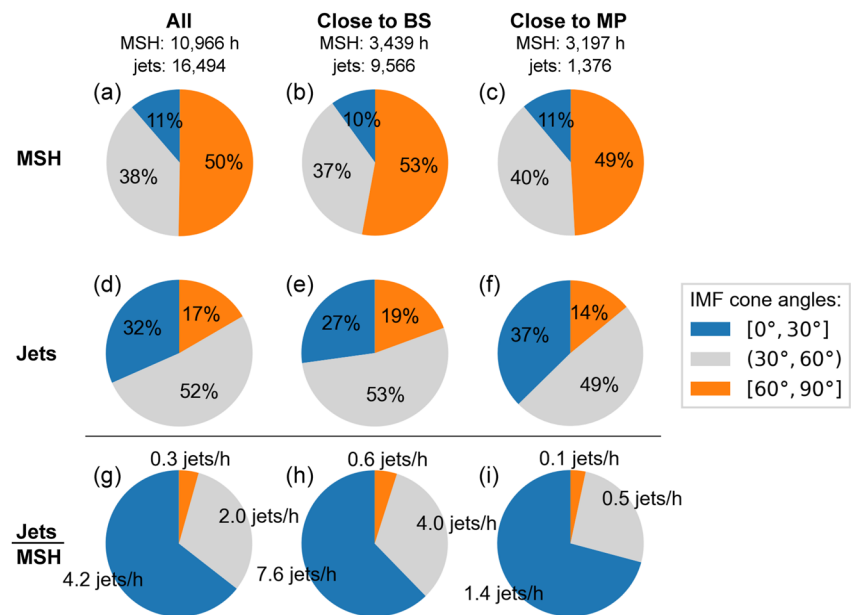 All
MSH: 10,966 h
jets: 16,494
Close to BS
MSH: 3,439 h
jets: 9,566
Close to MP
MSH: 3,197 h
jets: 1,376
MSH
(a)
11%
38%
50%
(b)
10%
37%
53%
(c)
11%
40%
49%
Jets
(d)
32%
17%
52%
(e)
27%
19%
53%
(f)
37%
14%
49%
IMF cone angles:
[0°, 30°]
(30°, 60°)
[60°, 90°]
Jets
MSH
(g)
0.3 jets/h
2.0 jets/h
4.2 jets/h
(h)
0.6 jets/h
4.0 jets/h
7.6 jets/h
(i)
0.1 jets/h
0.5 jets/h
1.4 jets/h